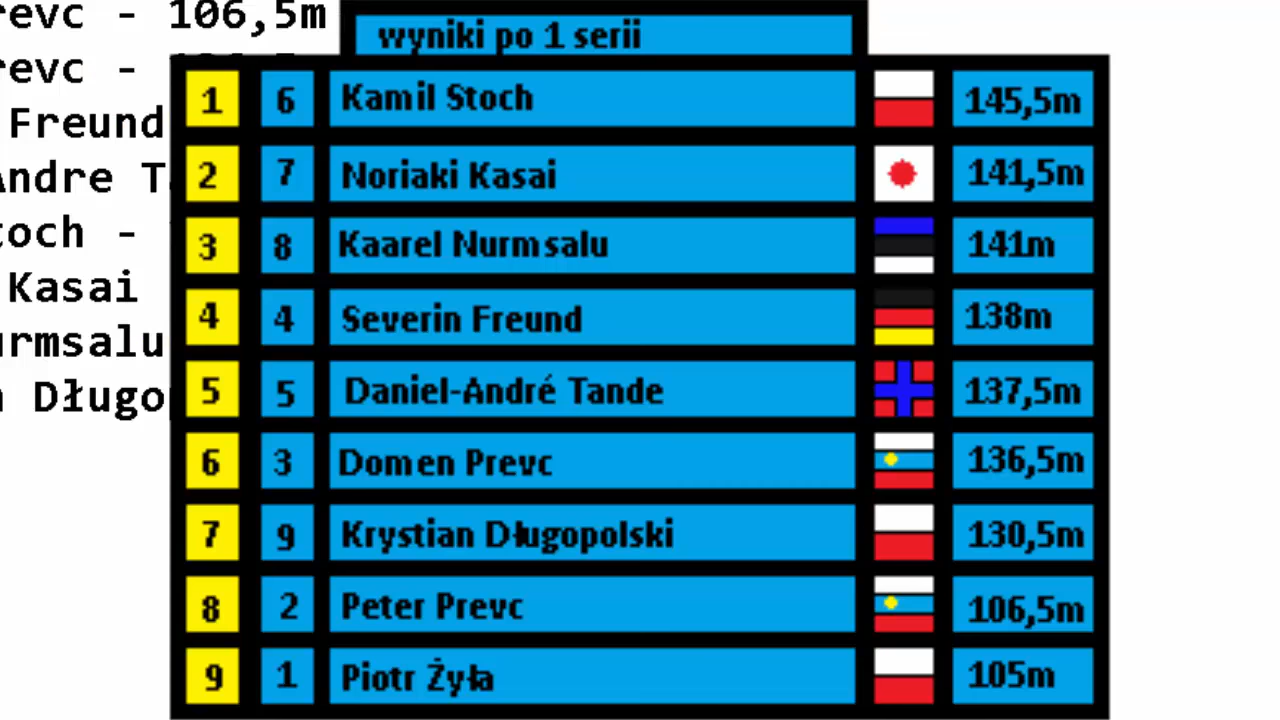 revc - 106,5m
wyniki po 1 serii
revc -
1 6 Kamil Stoch 145,5m
Freund
Andre T
2 7 Noriaki Kasai 141,5m
toch -
3 8 Kaarel Nurmsalu 141m
Kasai
4 4 Severin Freund 138m
urmsalu
5 5 Daniel-André Tande 137,5m
n Długo
6 3 Domen Prevc 136,5m
7 9 Krystian Długopolski 130,5m
8 2 Peter Prevc 106,5m
9 1 Piotr Żyła 105m